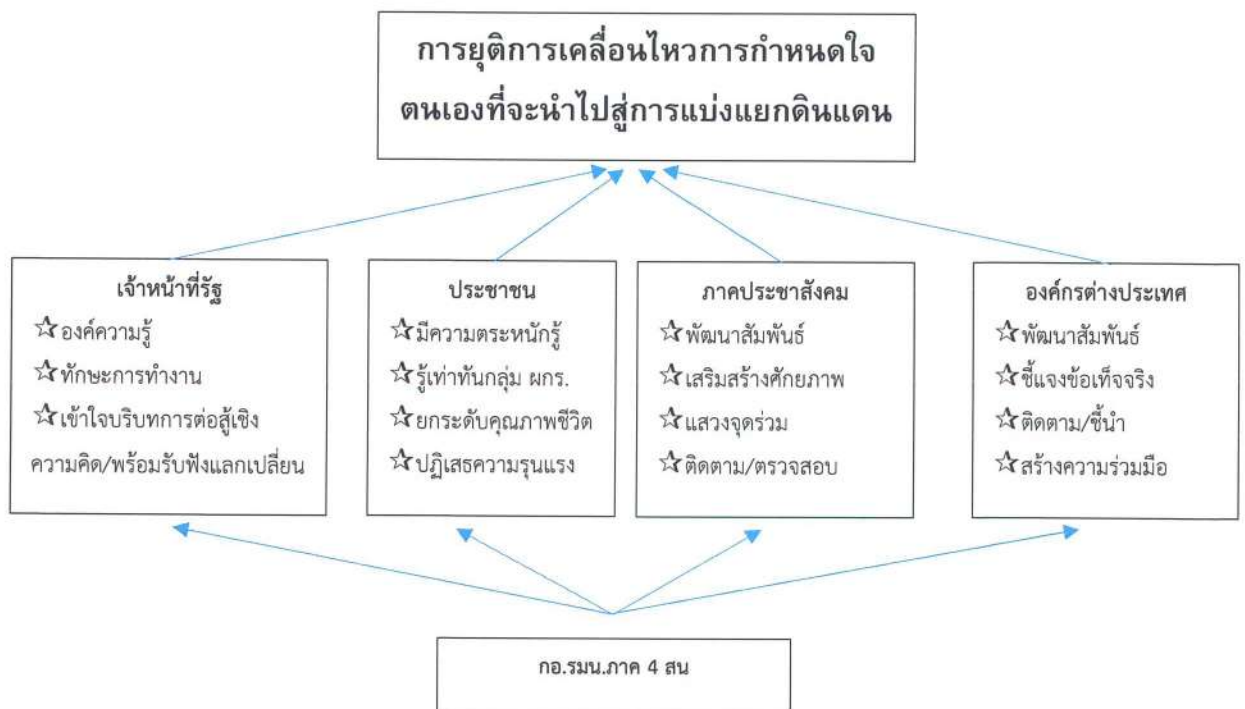 การยุติการเคลื่อนไหวการกำหนดใจ
ตนเองที่จะนำไปสู่การแบ่งแยกดินแดน
เจ้าหน้าที่รัฐ
☆องค์ความรู้
☆ทักษะการทำงาน
☆เข้าใจบริบทการต่อสู้เชิง
ความคิด/พร้อมรับฟังแลกเปลี่ยน
ประชาชน
☆มีความตระหนักรู้
☆รู้เท่าทันกลุ่ม ผกร.
☆ยกระดับคุณภาพชีวิต
☆ปฏิเสธความรุนแรง
ภาคประชาสังคม
☆พัฒนาสัมพันธ์
☆เสริมสร้างศักยภาพ
☆แสวงจุดร่วม
☆ติดตาม/ตรวจสอบ
องค์กรต่างประเทศ
☆พัฒนาสัมพันธ์
☆ชี้แจงข้อเท็จจริง
☆ติดตาม/ชี้นำ
☆สร้างความร่วมมือ
กอ.รมน.ภาค 4 สน